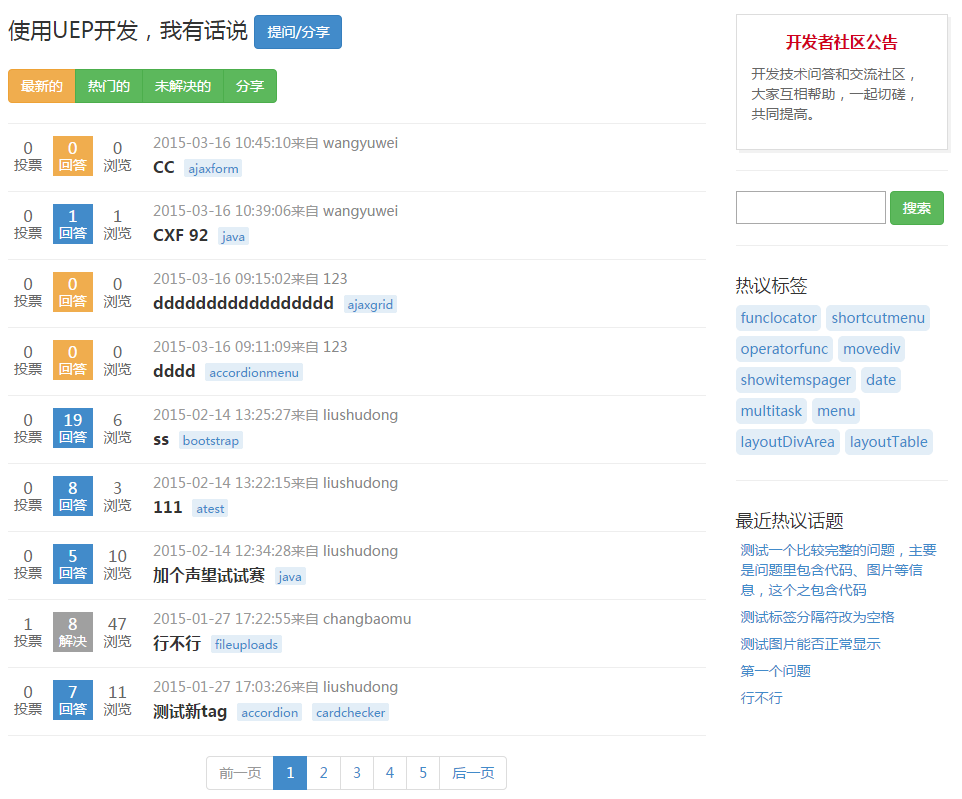 使用UEP开发，我有话说 提问/分享
最新的 热门的 未解决的 分享
0 0 0 2015-03-16 10:45:10来自 wangyuwei
投票 回答 浏览 CC ajaxform
0 1 1 2015-03-16 10:39:06来自 wangyuwei
投票 回答 浏览 CXF 92 java
0 0 0 2015-03-16 09:15:02来自 123
投票 回答 浏览 dddddddddddddddddd ajaxgrid
0 0 0 2015-03-16 09:11:09来自 123
投票 回答 浏览 dddd accordionmenu
0 19 6 2015-02-14 13:25:27来自 liushudong
投票 回答 浏览 ss bootstrap
0 8 3 2015-02-14 13:22:15来自 liushudong
投票 回答 浏览 111 atest
0 5 10 2015-02-14 12:34:28来自 liushudong
投票 回答 浏览 加个声望试试赛 java
1 8 47 2015-01-27 17:22:55来自 changbaomu
投票 解决 浏览 行不行 fileuploads
0 7 11 2015-01-27 17:03:26来自 liushudong
投票 回答 浏览 测试新tag accordion cardchecker
前一页 1 2 3 4 5 后一页
开发者社区公告
开发技术问答和交流社区，
大家互相帮助，一起切磋，
共同提高。
搜索
热议标签
funclocator shortcutmenu
operatorfunc movediv
showitemspager date
multitask menu
layoutDivArea layoutTable
最近热议话题
测试一个比较完整的问题，主要
是问题里包含代码、图片等信
息，这个之包含代码
测试标签分隔符改为空格
测试图片能否正常显示
第一个问题
行不行